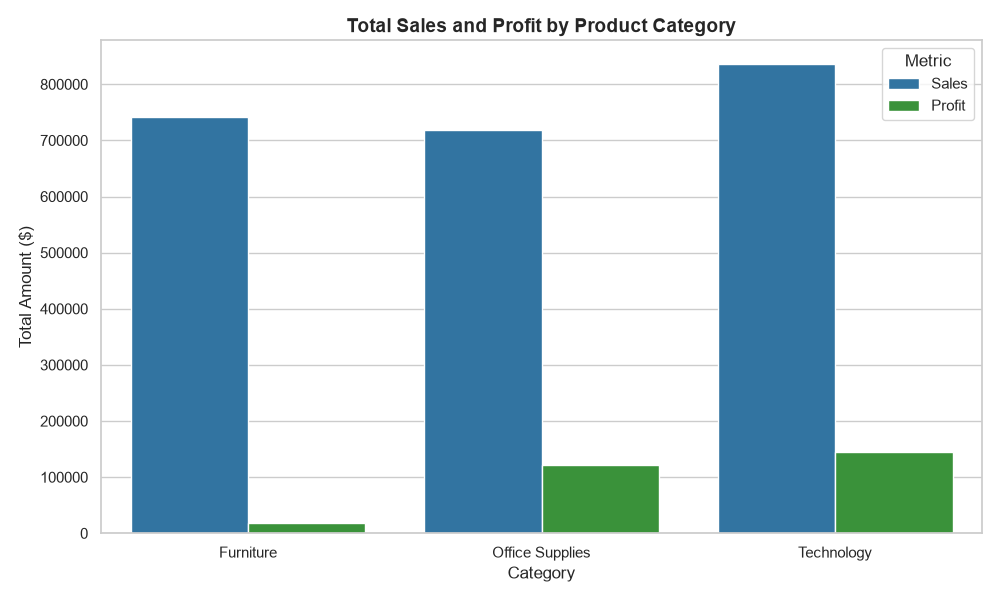 Total Sales and Profit by Product Category
Metric
Sales
Profit
Total Amount ($)
800000
700000
600000
500000
400000
300000
200000
100000
0
Furniture
Office Supplies
Technology
Category